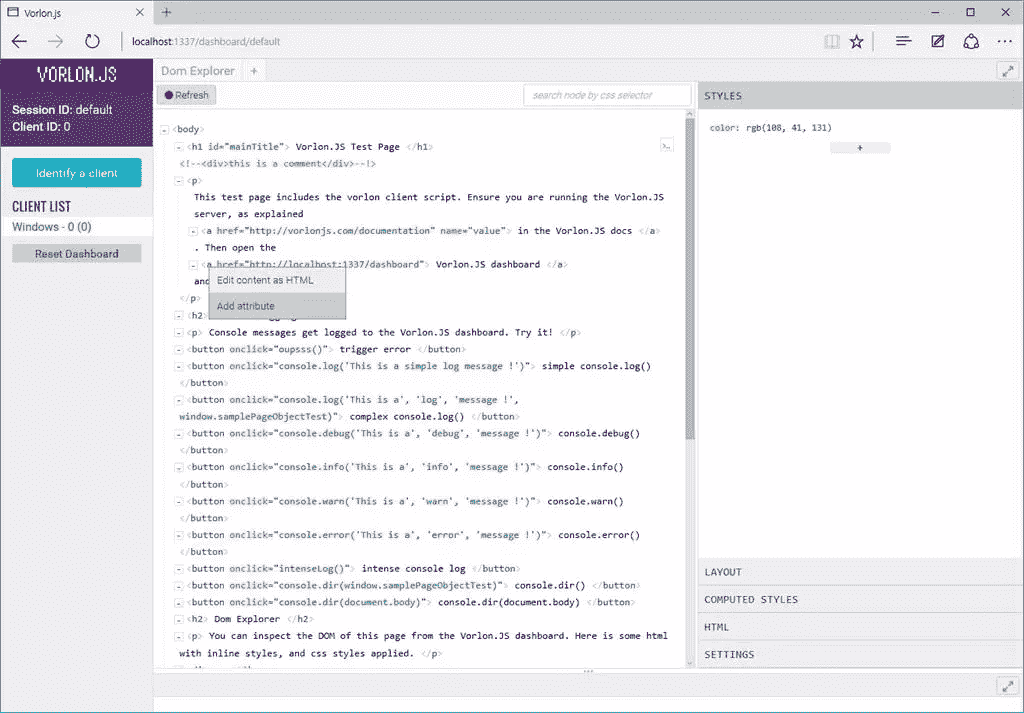 Vorlon.js
localhost:1337/dashboard/default
VORLON.JS
Session ID: default
Client ID: 0
Identify a client
CLIENT LIST
Windows - 0 (0)
Reset Dashboard
Dom Explorer +
Refresh
search node by css selector
<body>
<h1 id="mainTitle"> Vorlon.JS Test Page </h1>
<!--<div>this is a comment</div>--!>
<p>
This test page includes the vorlon client script. Ensure you are running the Vorlon.JS
server, as explained
<a href="http://vorlonjs.com/documentation" name="value"> in the Vorlon.JS docs </a>
. Then open the
<a href="http://localhost:1337/dashboard"> Vorlon.JS dashboard </a>
and
Edit content as HTML
Add attribute
</p>
<h2>
<p> Console messages get logged to the Vorlon.JS dashboard. Try it! </p>
<button onclick="oupsss()"> trigger error </button>
<button onclick="console.log('This is a simple log message !')"> simple console.log()
</button>
<button onclick="console.log('This is a', 'log', 'message !',
window.samplePageObjectTest)"> complex console.log() </button>
<button onclick="console.debug('This is a', 'debug', 'message !')"> console.debug()
</button>
<button onclick="console.info('This is a', 'info', 'message !')"> console.info()
</button>
<button onclick="console.warn('This is a', 'warn', 'message !')"> console.warn()
</button>
<button onclick="console.error('This is a', 'error', 'message !')"> console.error()
</button>
<button onclick="intenseLog()"> intense console log </button>
<button onclick="console.dir(window.samplePageObjectTest)"> console.dir() </button>
<button onclick="console.dir(document.body)"> console.dir(document.body) </button>
<h2> Dom Explorer </h2>
<p> You can inspect the DOM of this page from the Vorlon.JS dashboard. Here is some html
with inline styles, and css styles applied. </p>
STYLES
color: rgb(108, 41, 131)
+
LAYOUT
COMPUTED STYLES
HTML
SETTINGS